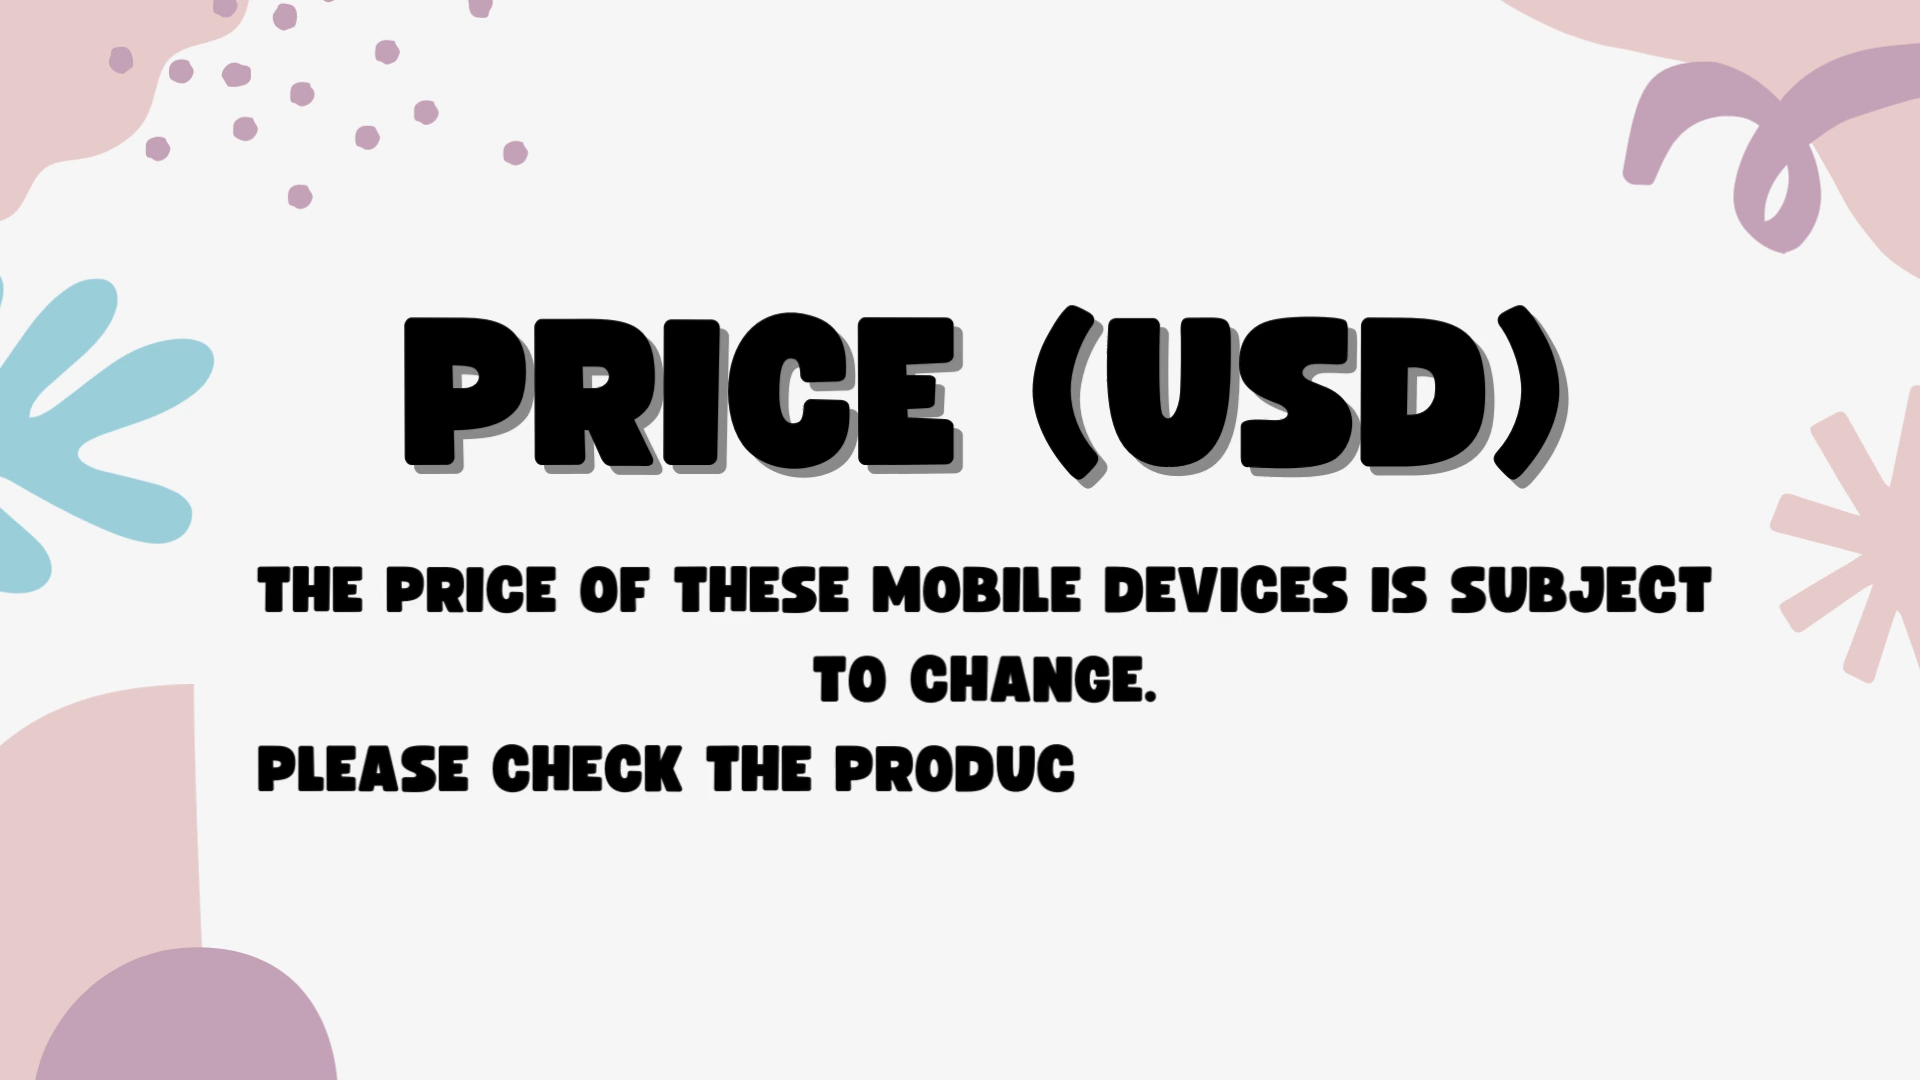 PRICE (USD)
THE PRICE OF THESE MOBILE DEVICES IS SUBJECT
TO CHANGE.
PLEASE CHECK THE PRODUC